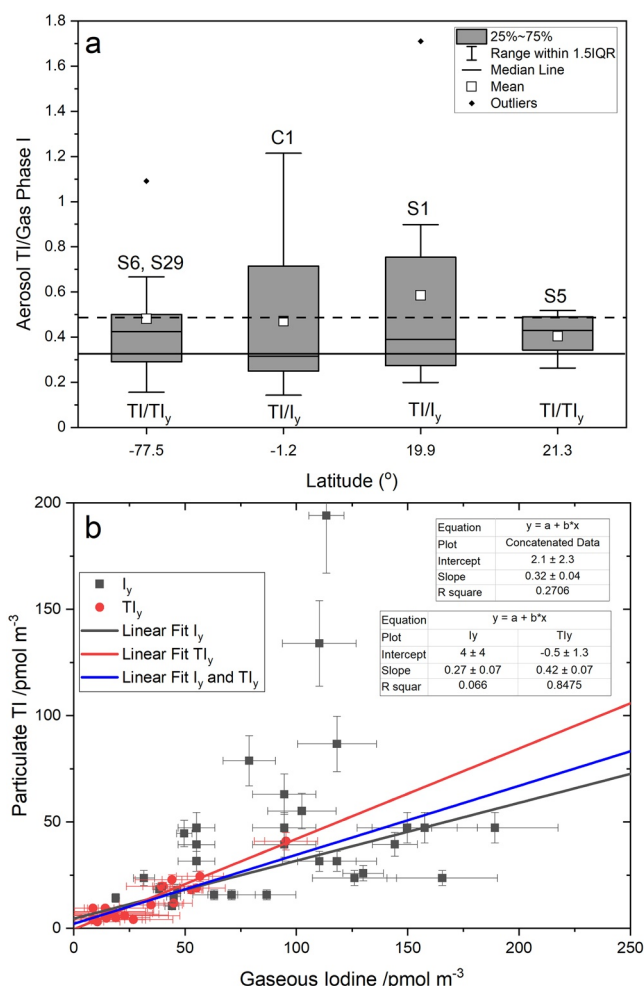 a
25%~75%
Range within 1.5IQR
Median Line
Mean
Outliers
1.8
1.6
1.4
1.2
1
0.8
0.6
0.4
0.2
0
Aerosol TI/Gas Phase I
S6, S29
C1
S1
S5
TI/TIy
TI/Iy
TI/Iy
TI/TIy
-77.5
-1.2
19.9
21.3
Latitude (º)
b
Iy
TIy
Linear Fit Iy
Linear Fit TIy
Linear Fit Iy and TIy
Equation y = a + b*x
Plot Concatenated Data
Intercept 2.1 ± 2.3
Slope 0.32 ± 0.04
R square 0.2706
Equation y = a + b*x
Plot Iy TIy
Intercept 4 ± 4 -0.5 ± 1.3
Slope 0.27 ± 0.07 0.42 ± 0.07
R squar 0.066 0.8475
200
150
100
50
0
Particulate TI /pmol m-3
0
50
100
150
200
250
Gaseous Iodine /pmol m-3